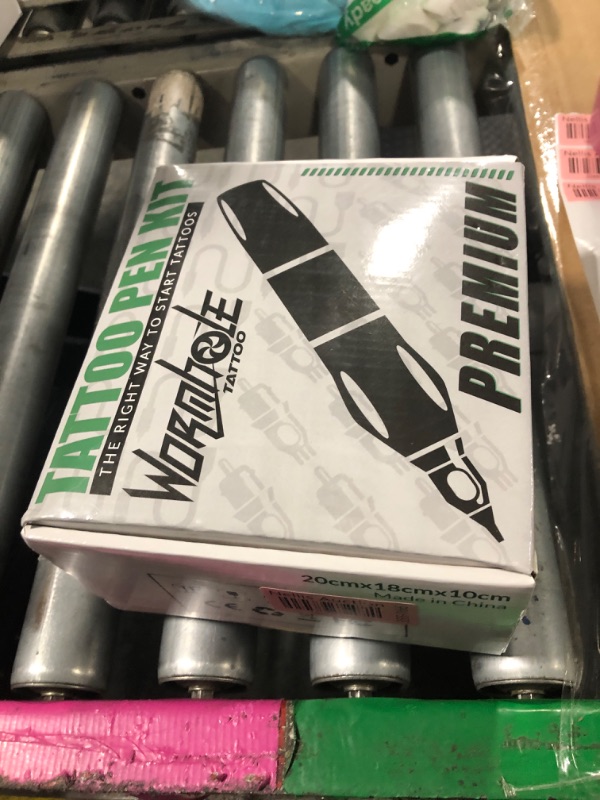 TATTOO PEN KIT
THE RIGHT WAY TO START TATTOOS
WORMHOLE
TATTOO
PREMIUM
20cmx18cmx10cm
Made in China